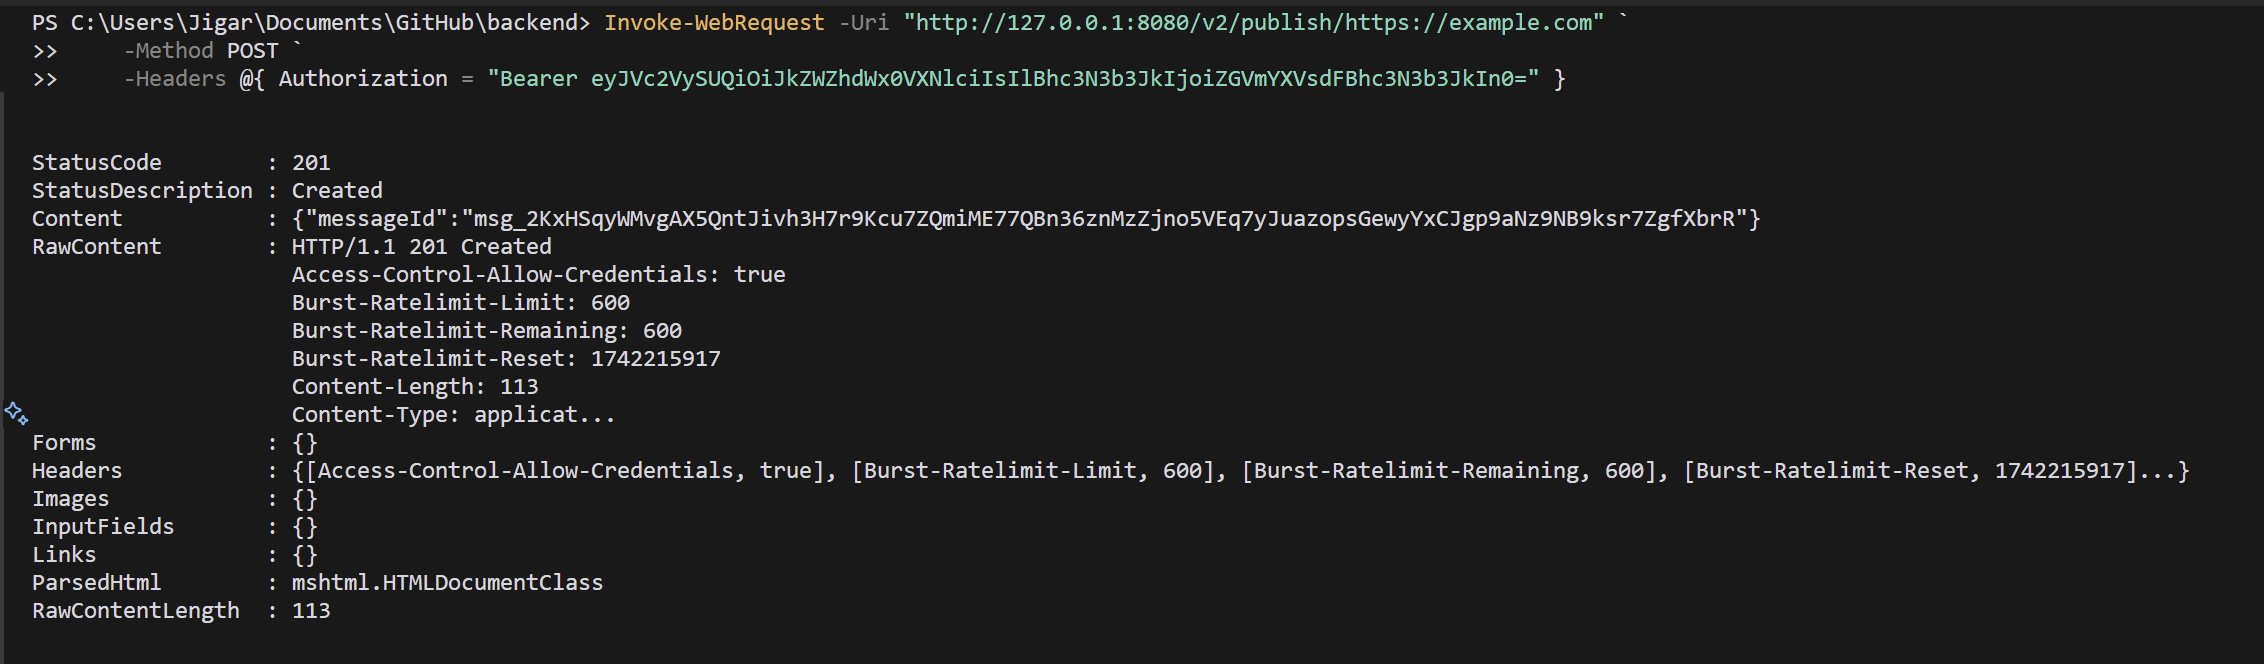 PS C:\Users\Jigar\Documents\GitHub\backend> Invoke-WebRequest -Uri "http://127.0.0.1:8080/v2/publish/https://example.com" `
>>     -Method POST `
>>     -Headers @{ Authorization = "Bearer eyJVc2VySUQiOiJkZWZhdWx0VXNlciIsIlBhc3N3b3JkIjoiZGVmYXVsdFBhc3N3b3JkIn0=" }
StatusCode        : 201
StatusDescription : Created
Content           : {"messageId":"msg_2KxHSqyWMvgAX5QntJivh3H7r9Kcu7ZQmiME77QBn36znMzZjno5VEq7yJuazopsGewyYxCJgp9aNz9NB9ksr7ZgfXbrR"}
RawContent        : HTTP/1.1 201 Created
                    Access-Control-Allow-Credentials: true
                    Burst-Ratelimit-Limit: 600
                    Burst-Ratelimit-Remaining: 600
                    Burst-Ratelimit-Reset: 1742215917
                    Content-Length: 113
                    Content-Type: applicat...
Forms             : {}
Headers           : {[Access-Control-Allow-Credentials, true], [Burst-Ratelimit-Limit, 600], [Burst-Ratelimit-Remaining, 600], [Burst-Ratelimit-Reset, 1742215917]...}
Images            : {}
InputFields       : {}
Links             : {}
ParsedHtml        : mshtml.HTMLDocumentClass
RawContentLength  : 113